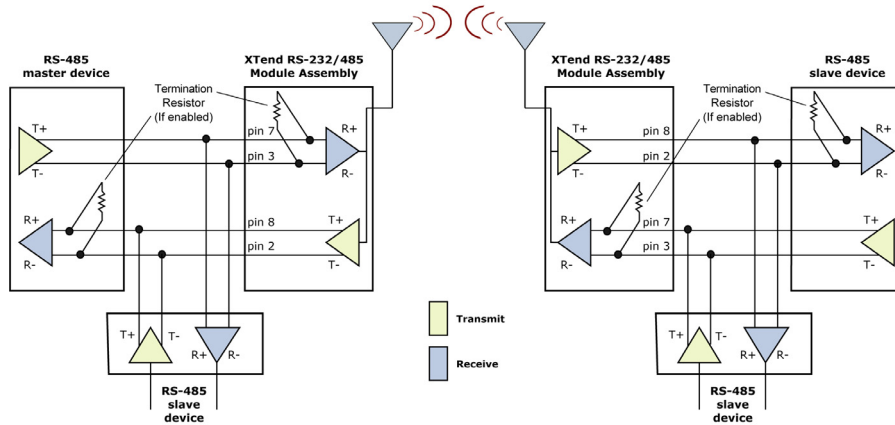 RS-485
master device
XTend RS-232/485
Module Assembly
Termination
Resistor
(If enabled)
T+
T-
R+
R-
pin 7
pin 3
R+
R-
pin 8
pin 2
T+
T-
T+
T-
R+
R-
RS-485
slave
device
Transmit
Receive
XTend RS-232/485
Module Assembly
RS-485
slave device
Termination
Resistor
(If enabled)
T+
T-
R+
R-
pin 8
pin 2
R+
R-
pin 7
pin 3
T+
T-
T+
T-
R+
R-
RS-485
slave
device